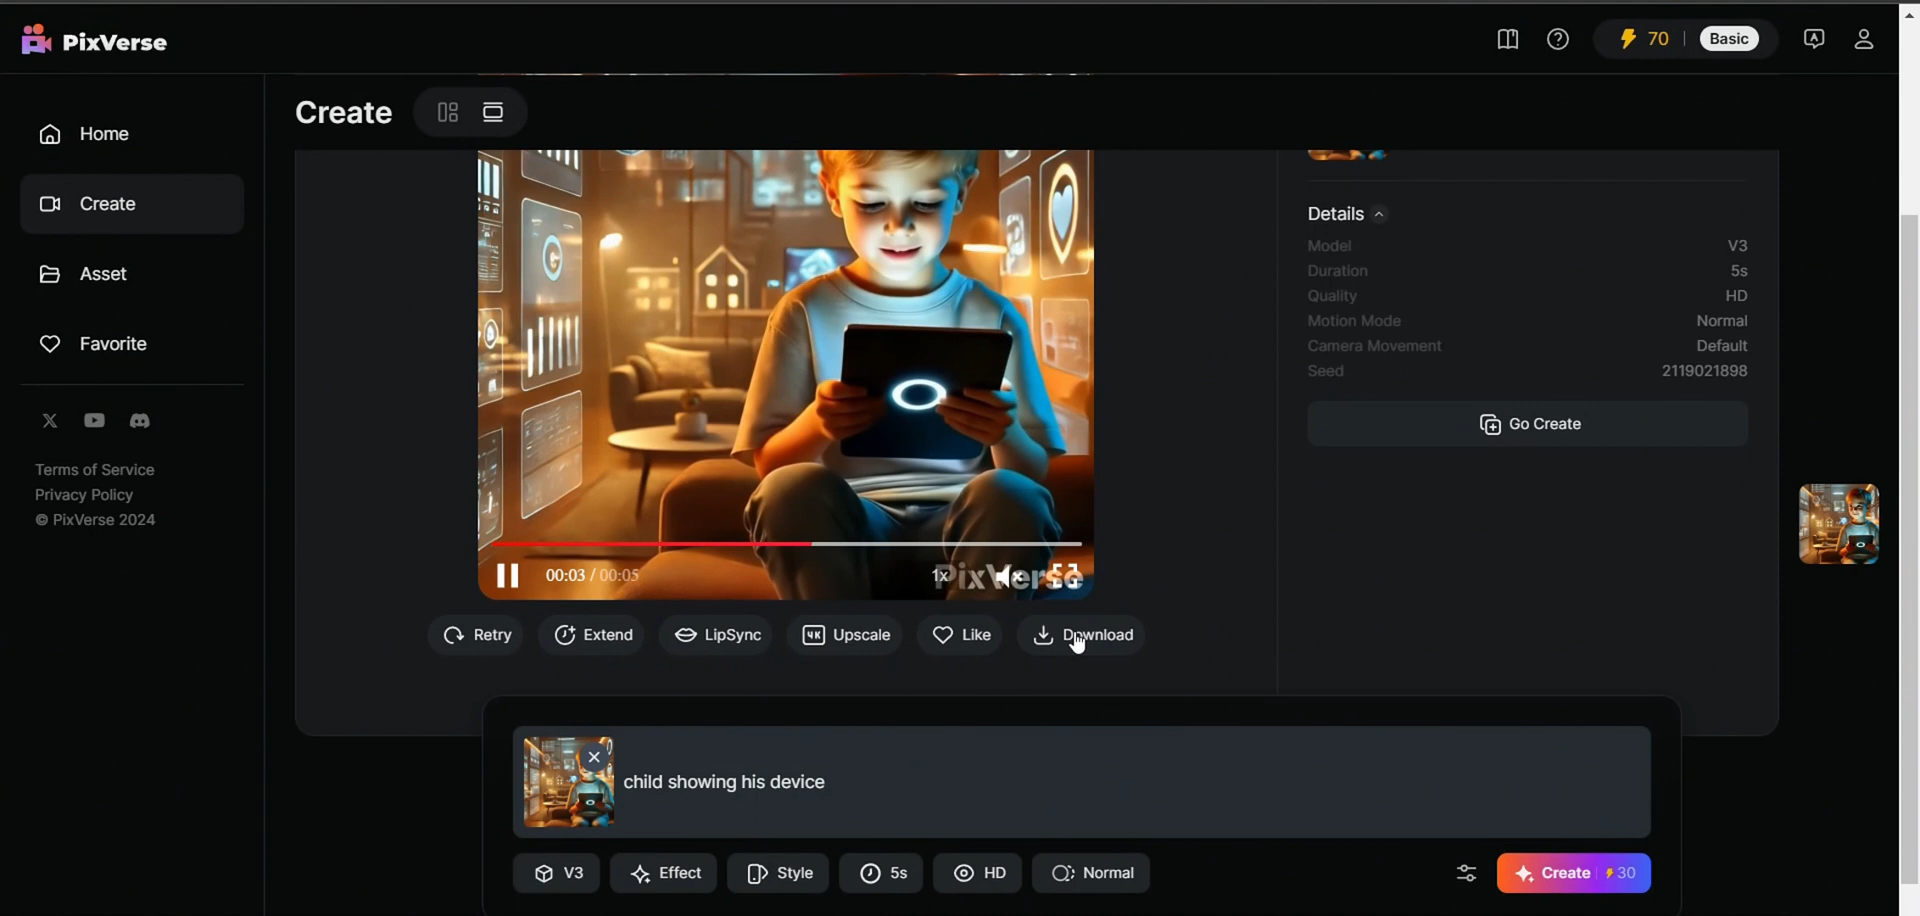 PixVerse
70
Basic
Home
Create
Asset
Favorite
Terms of Service
Privacy Policy
© PixVerse 2024
Create
00:03 / 00:05
1x
PixVerse
Retry
Extend
LipSync
4K Upscale
Like
Download
Details
Model V3
Duration 5s
Quality HD
Motion Mode Normal
Camera Movement Default
Seed 2119021898
Go Create
child showing his device
V3
Effect
Style
5s
HD
Normal
Create 30